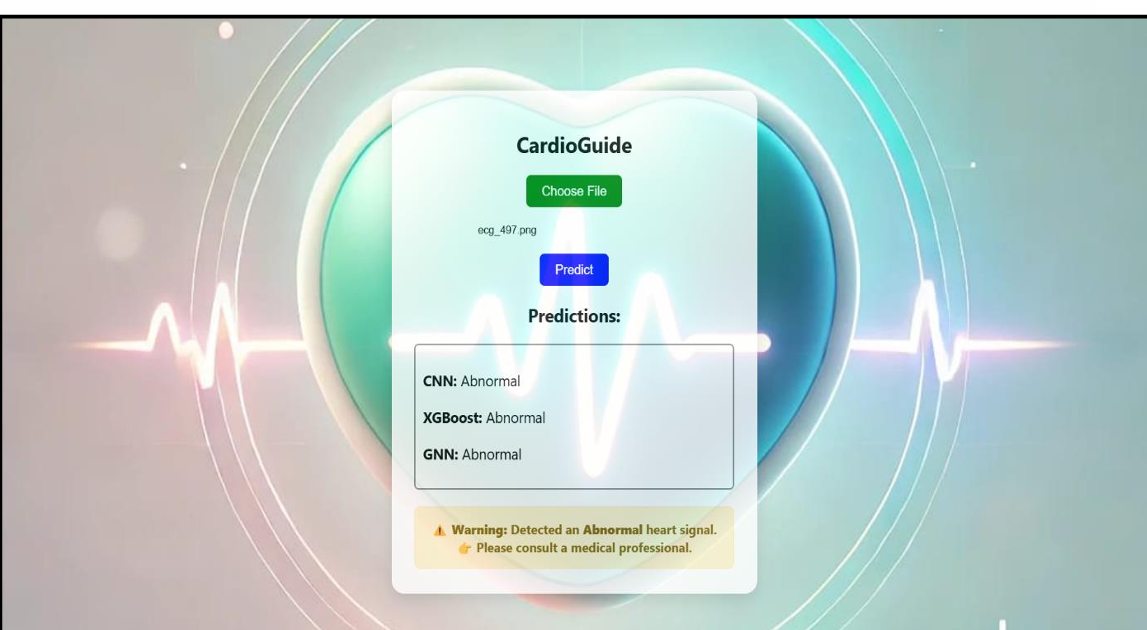 CardioGuide
Choose File
ecg_497.png
Predict
Predictions:
CNN: Abnormal
XGBoost: Abnormal
GNN: Abnormal
⚠️ Warning: Detected an Abnormal heart signal.
👉 Please consult a medical professional.